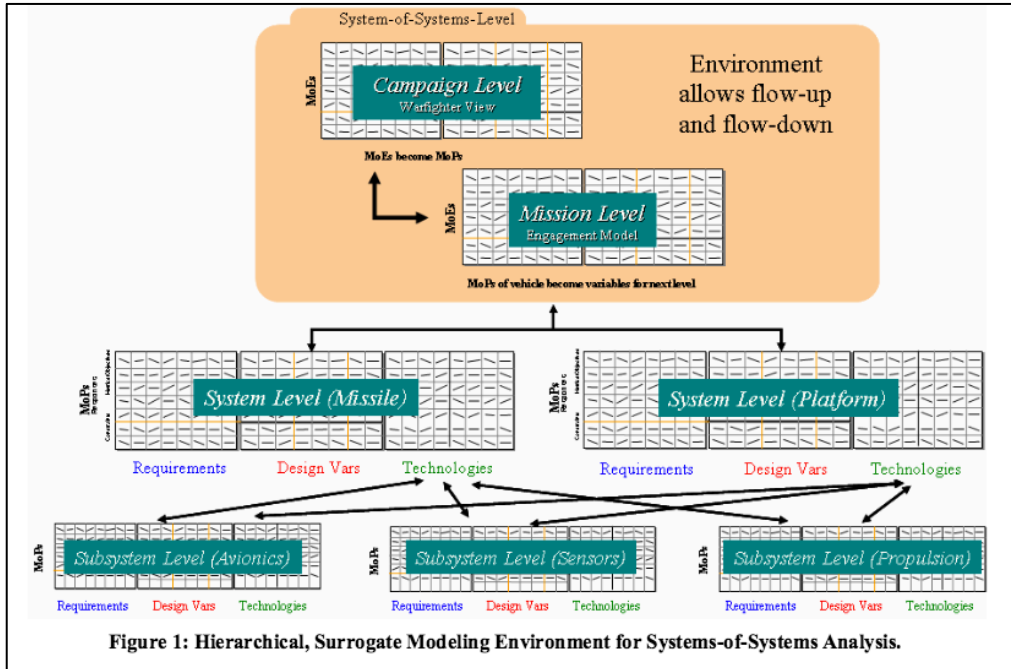 System-of-Systems-Level
MoEs
Campaign Level
Warfighter View
Environment
allows flow-up
and flow-down
MoEs become MoPs
MoEs
Mission Level
Engagement Model
MoPs of vehicle become variables for next level
MoPs
Responses
Constraints
System Level (Missile)
MoPs
Responses
Constraints
System Level (Platform)
Requirements
Design Vars
Technologies
Requirements
Design Vars
Technologies
MoPs
Subsystem Level (Avionics)
MoPs
Subsystem Level (Sensors)
MoPs
Subsystem Level (Propulsion)
Requirements
Design Vars
Technologies
Requirements
Design Vars
Technologies
Requirements
Design Vars
Technologies
Figure 1: Hierarchical, Surrogate Modeling Environment for Systems-of-Systems Analysis.